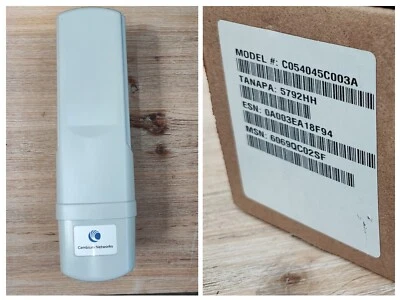 Cambium Networks
MODEL #: C054045C003A
TANAPA: 5792HH
ESN: 0A003EA18F94
MSN: 6069QC02SF